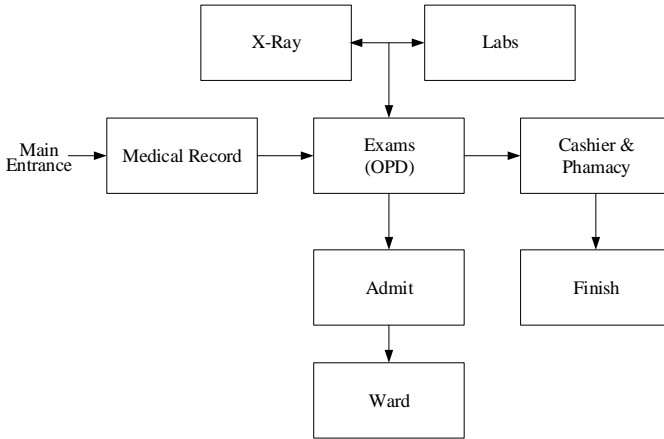 X-Ray
Labs
Main
Entrance
Medical Record
Exams
(OPD)
Cashier &
Phamacy
Admit
Finish
Ward